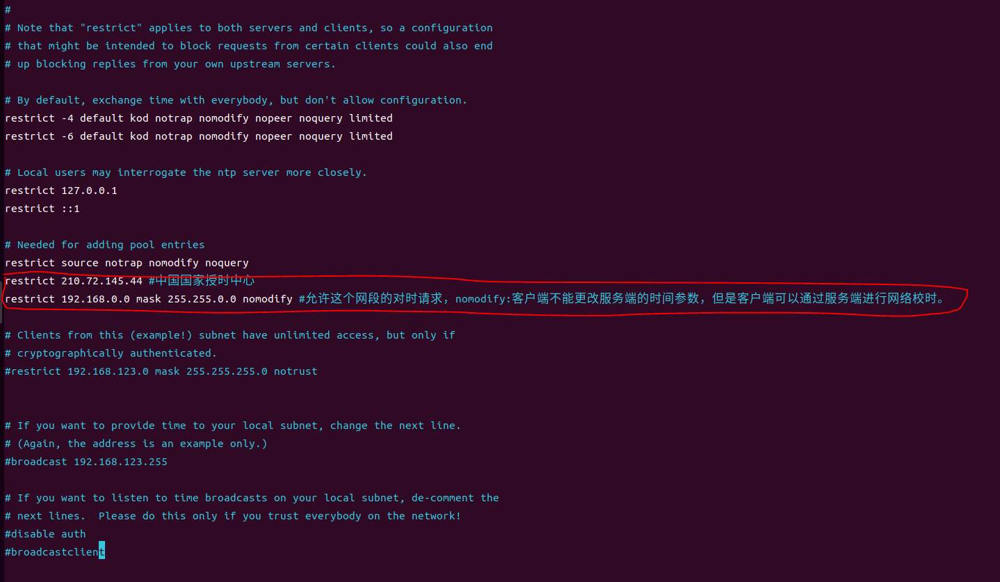 #
# Note that "restrict" applies to both servers and clients, so a configuration
# that might be intended to block requests from certain clients could also end
# up blocking replies from your own upstream servers.
# By default, exchange time with everybody, but don't allow configuration.
restrict -4 default kod notrap nomodify nopeer noquery limited
restrict -6 default kod notrap nomodify nopeer noquery limited
# Local users may interrogate the ntp server more closely.
restrict 127.0.0.1
restrict ::1
# Needed for adding pool entries
restrict source notrap nomodify noquery
restrict 210.72.145.44 #中国国家授时中心
restrict 192.168.0.0 mask 255.255.0.0 nomodify #允许这个网段的对时请求，nomodify:客户端不能更改服务端的时间参数，但是客户端可以通过服务端进行网络校时。
# Clients from this (example!) subnet have unlimited access, but only if
# cryptographically authenticated.
#restrict 192.168.123.0 mask 255.255.255.0 notrust
# If you want to provide time to your local subnet, change the next line.
# (Again, the address is an example only.)
#broadcast 192.168.123.255
# If you want to listen to time broadcasts on your local subnet, de-comment the
# next lines.  Please do this only if you trust everybody on the network!
#disable auth
#broadcastclient